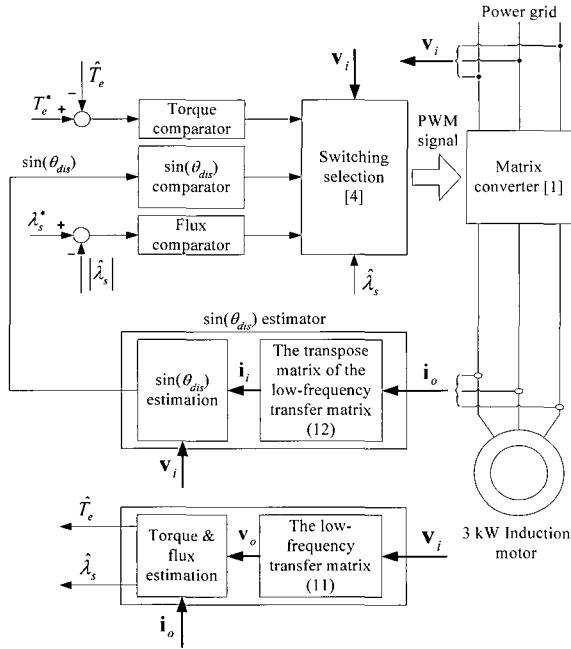 Power grid
v_i
v_i
T̂_e
T_e^*
−
+
Torque
comparator
sin(θ_dis)
sin(θ_dis)
comparator
λ_s^*
+
−
|λ̂_s|
Flux
comparator
Switching
selection
[4]
λ̂_s
PWM
signal
Matrix
converter [1]
sin(θ_dis) estimator
sin(θ_dis)
estimation
i_i
The transpose
matrix of the
low-frequency
transfer matrix
(12)
i_o
v_i
T̂_e
λ̂_s
Torque &
flux
estimation
v_o
The low-
frequency
transfer matrix
(11)
v_i
i_o
3 kW Induction
motor